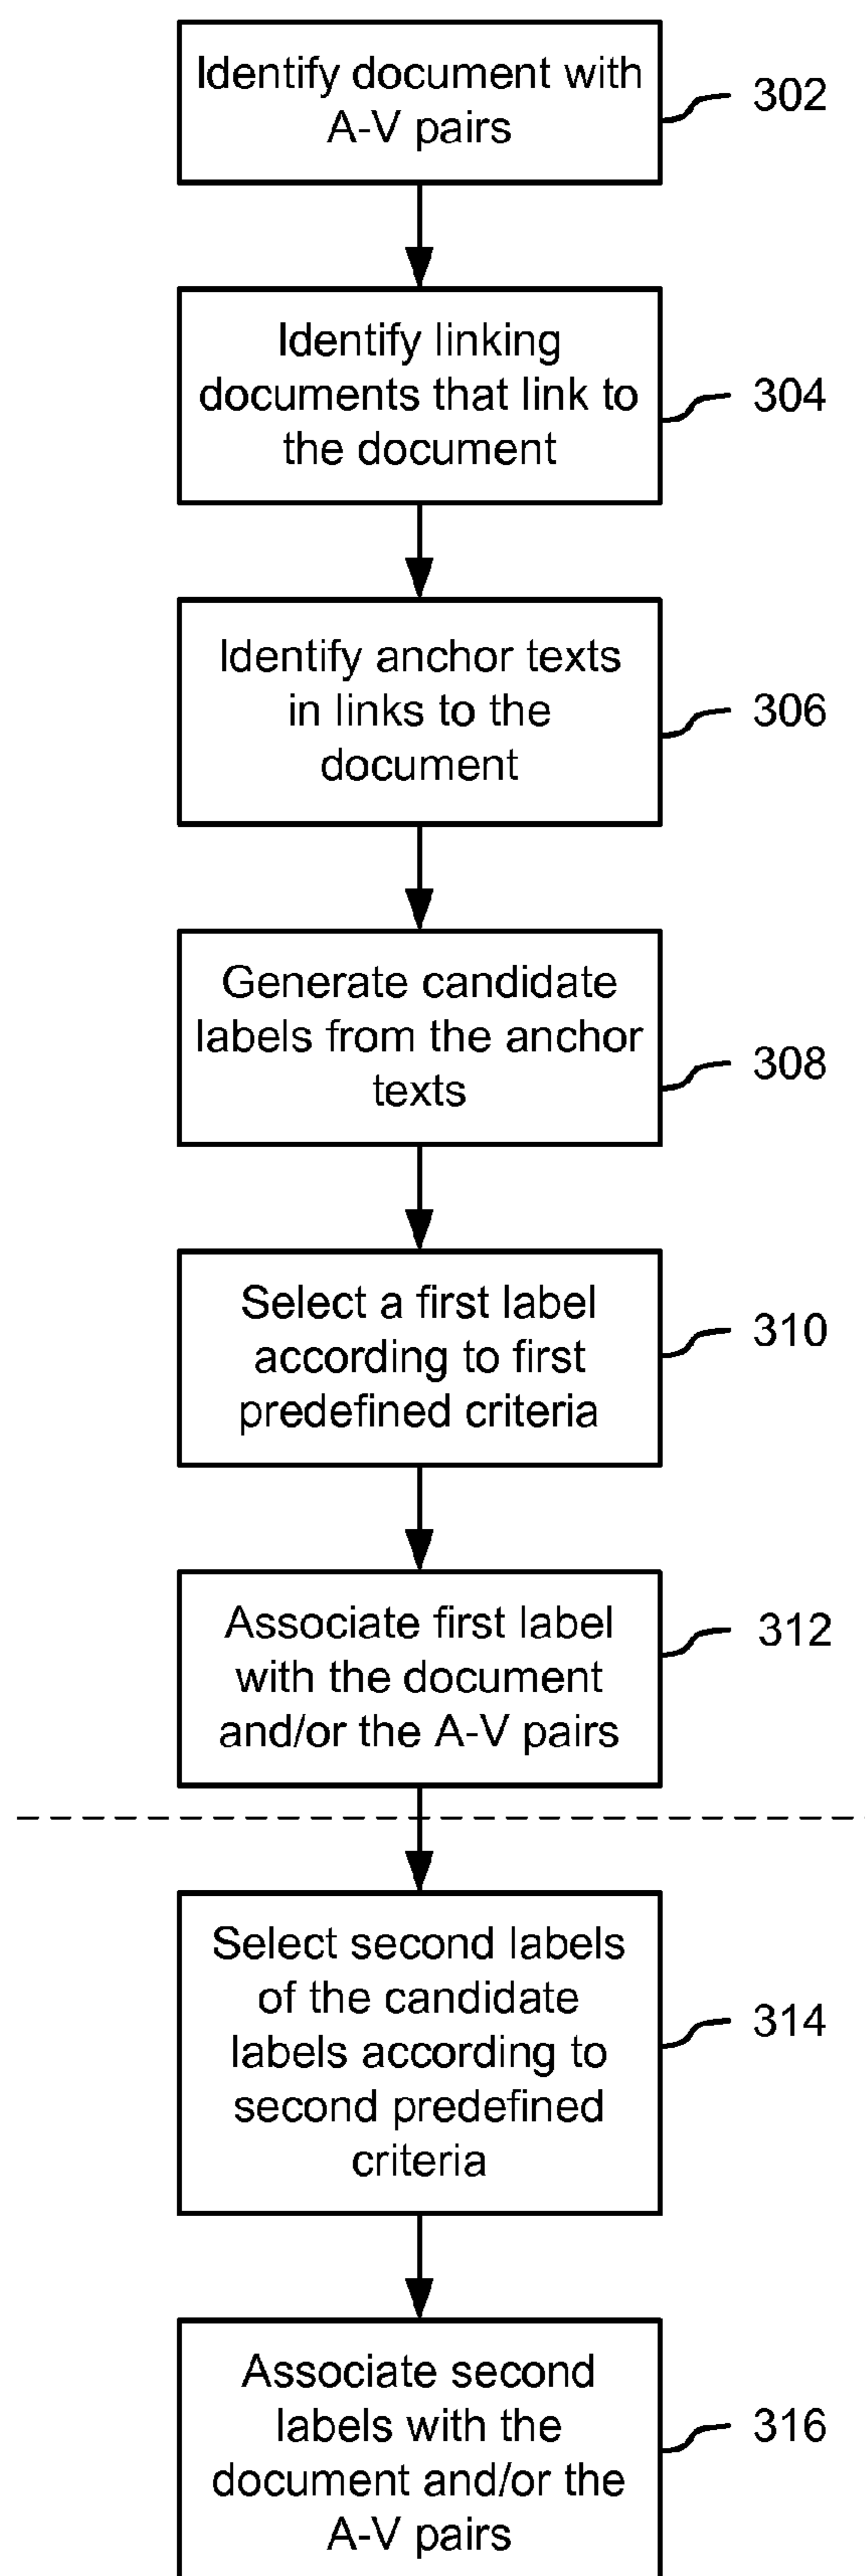 Identify document with
A-V pairs
302
Identify linking
documents that link to
the document
304
Identify anchor texts
in links to the
document
306
Generate candidate
labels from the anchor
texts
308
Select a first label
according to first
predefined criteria
310
Associate first label
with the document
and/or the A-V pairs
312
Select second labels
of the candidate
labels according to
second predefined
criteria
314
Associate second
labels with the
document and/or the
A-V pairs
316